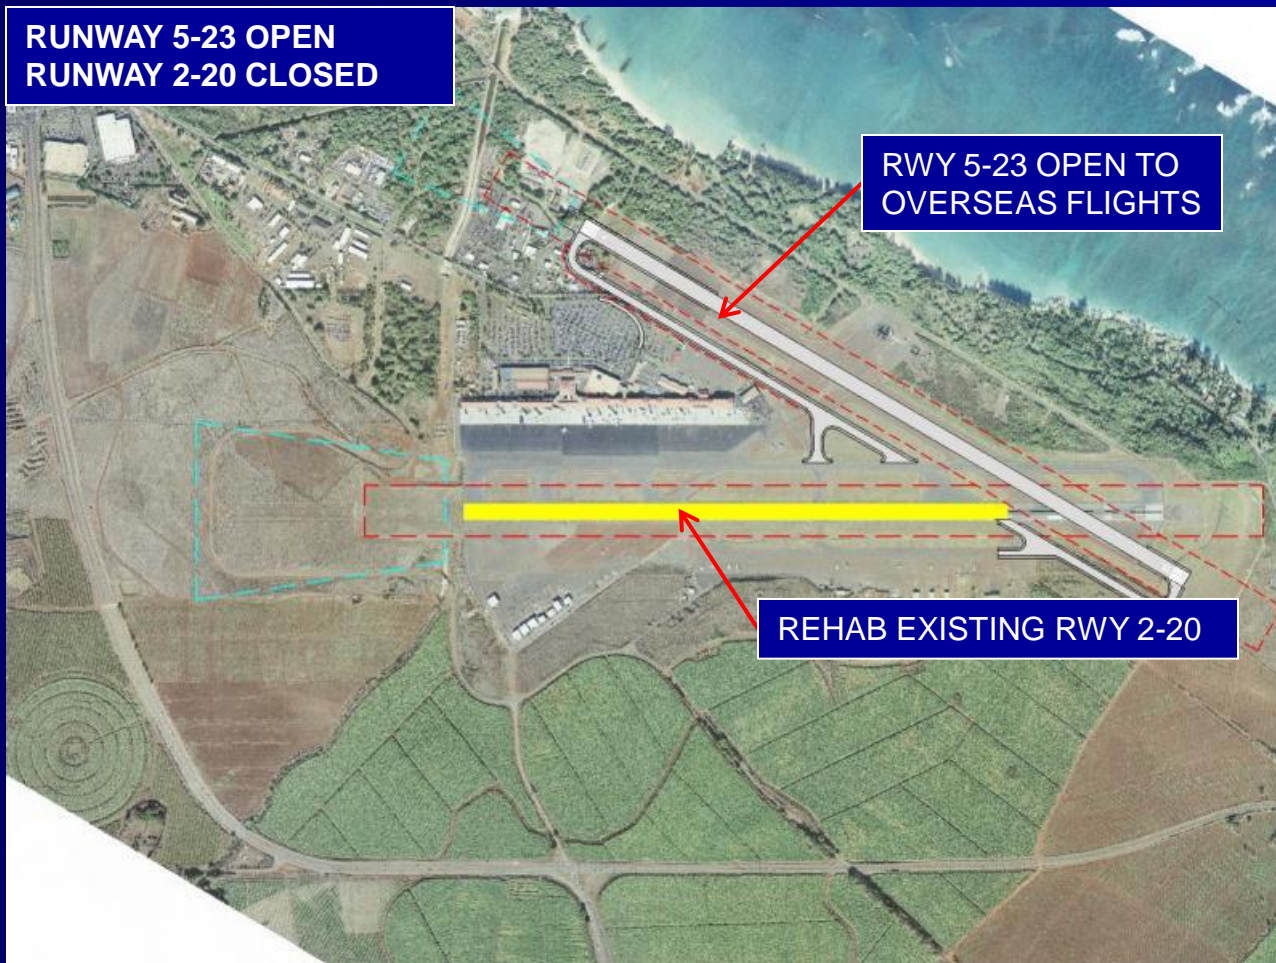 RUNWAY 5-23 OPEN
RUNWAY 2-20 CLOSED
RWY 5-23 OPEN TO
OVERSEAS FLIGHTS
REHAB EXISTING RWY 2-20